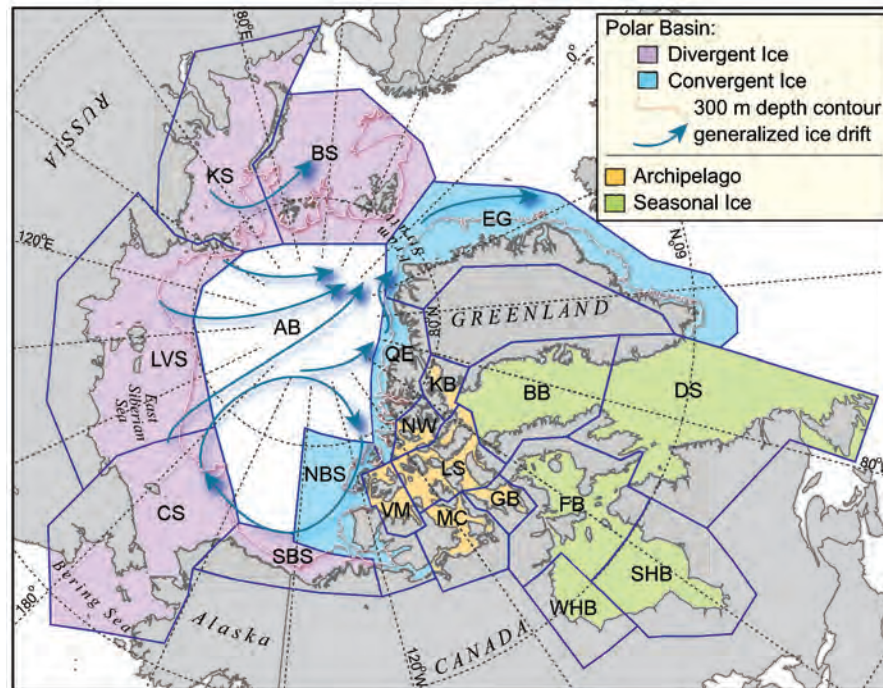 Polar Basin:
Divergent Ice
Convergent Ice
300 m depth contour
generalized ice drift
Archipelago
Seasonal Ice
80°E
0°
RUSSIA
BS
KS
EG
120°E
Fram Strait
60°N
80°N
GREENLAND
AB
QE
LVS
KB
BB
DS
East
Siberian
Sea
NW
NBS
LS
80°
CS
VM
MC
GB
FB
SBS
SHB
WHB
Bering Sea
180°
Alaska
120°W
CANADA